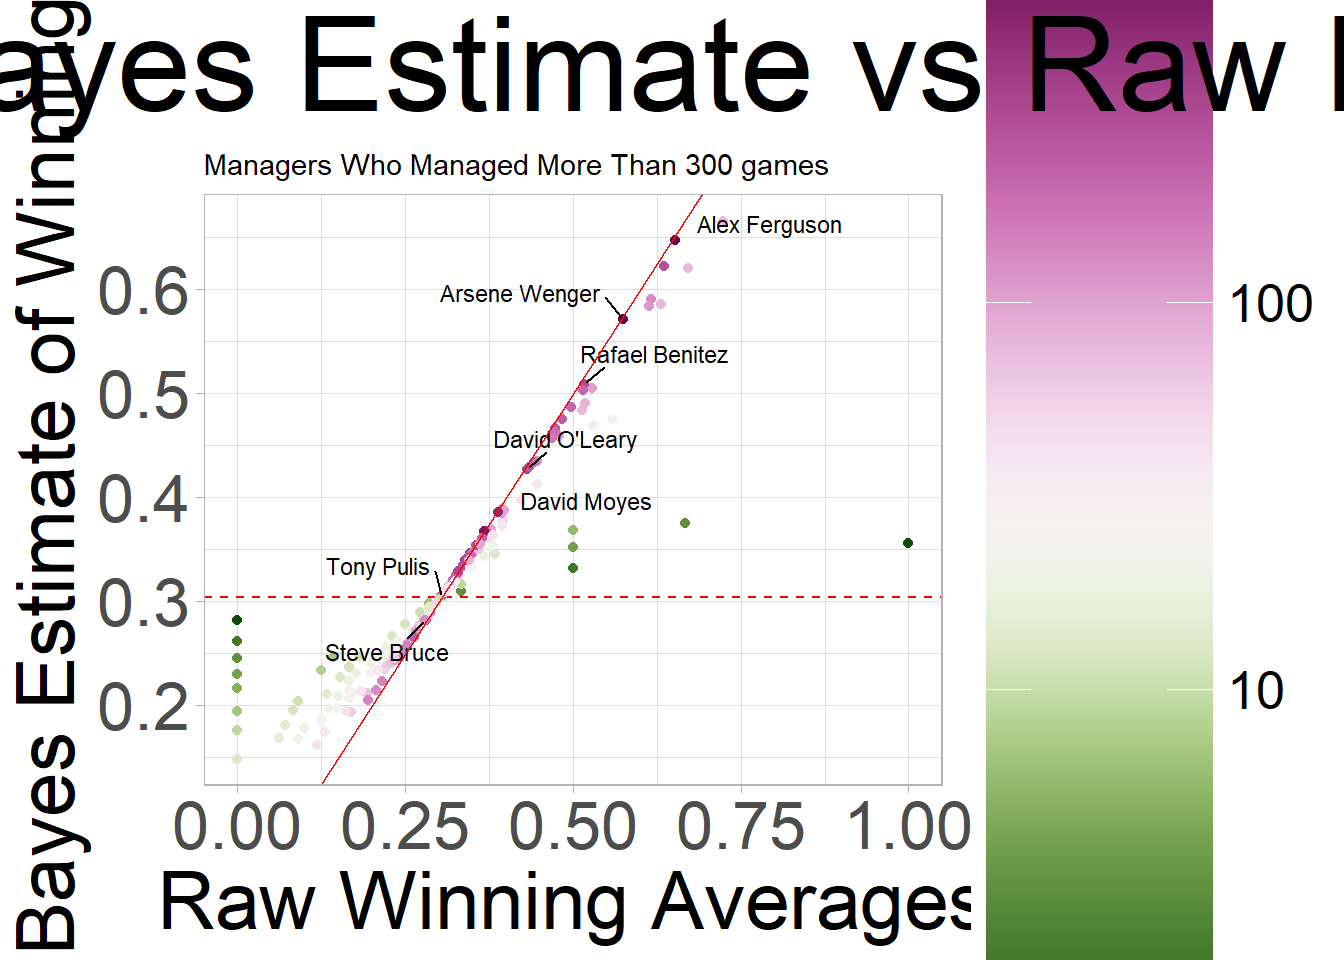 ayes Estimate vs Raw
Managers Who Managed More Than 300 games
Bayes Estimate of Winning
0.6
0.5
0.4
0.3
0.2
Alex Ferguson
Arsene Wenger
Rafael Benitez
David O'Leary
David Moyes
Tony Pulis
Steve Bruce
0.00 0.25 0.50 0.75 1.00
Raw Winning Averages
100
10